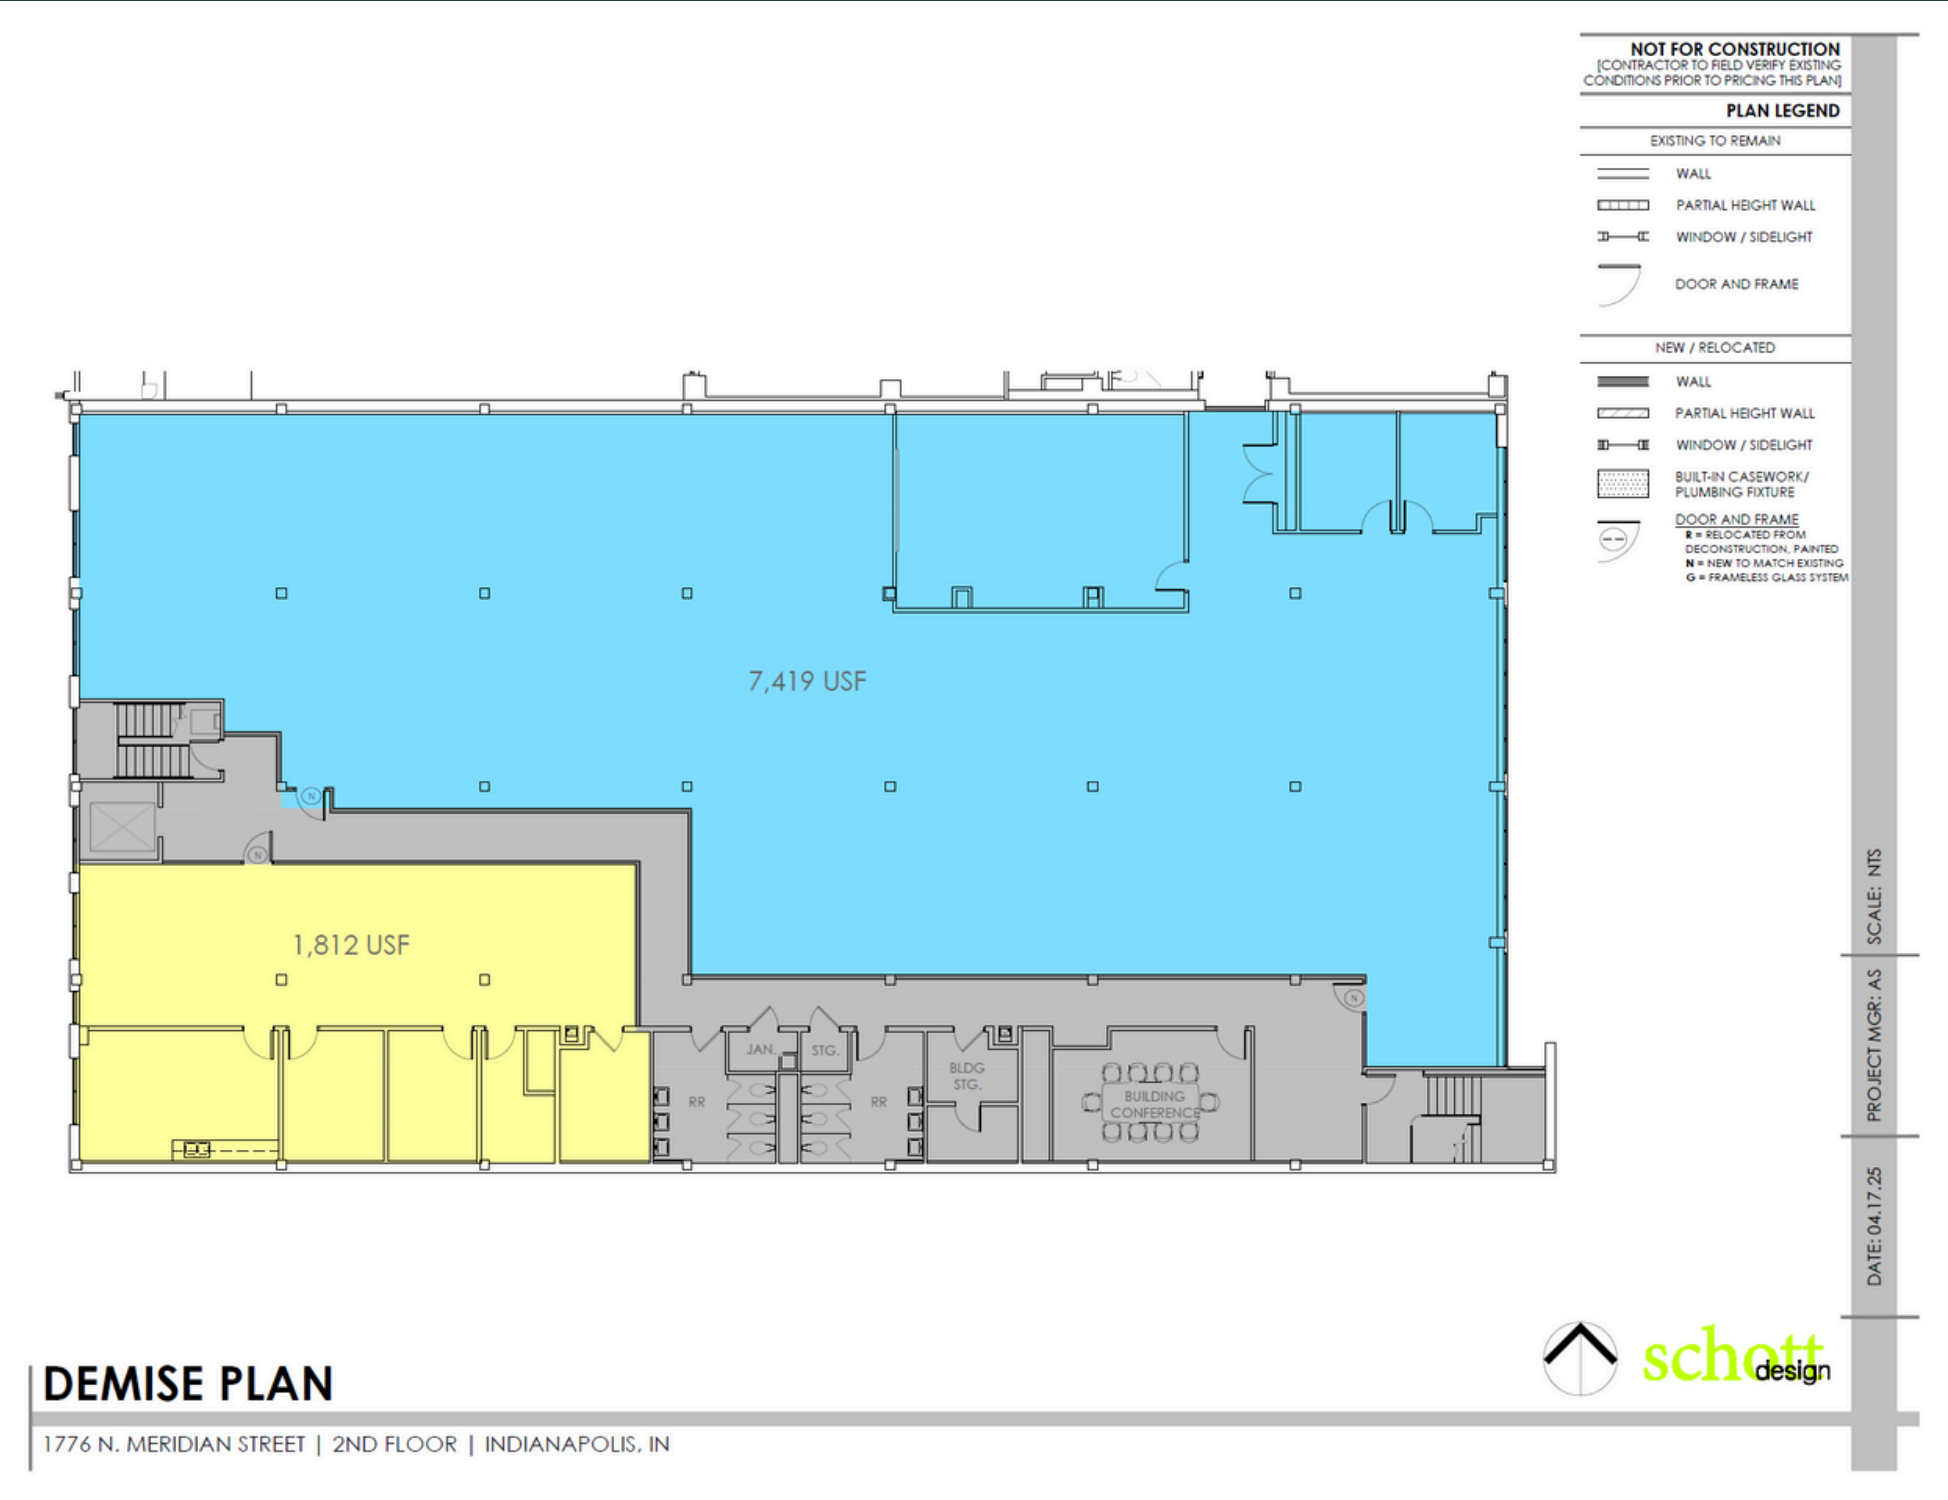 NOT FOR CONSTRUCTION
[CONTRACTOR TO FIELD VERIFY EXISTING
CONDITIONS PRIOR TO PRICING THIS PLAN]
PLAN LEGEND
EXISTING TO REMAIN
WALL
PARTIAL HEIGHT WALL
WINDOW / SIDELIGHT
DOOR AND FRAME
NEW / RELOCATED
WALL
PARTIAL HEIGHT WALL
WINDOW / SIDELIGHT
BUILT-IN CASEWORK/
PLUMBING FIXTURE
DOOR AND FRAME
R = RELOCATED FROM
DECONSTRUCTION, PAINTED
N = NEW TO MATCH EXISTING
G = FRAMELESS GLASS SYSTEM
7,419 USF
N
N
1,812 USF
N
JAN.
STG.
BLDG
STG.
RR
RR
BUILDING
CONFERENCE
SCALE: NTS
PROJECT MGR: AS
DATE: 04.17.25
schott
design
DEMISE PLAN
1776 N. MERIDIAN STREET | 2ND FLOOR | INDIANAPOLIS, IN